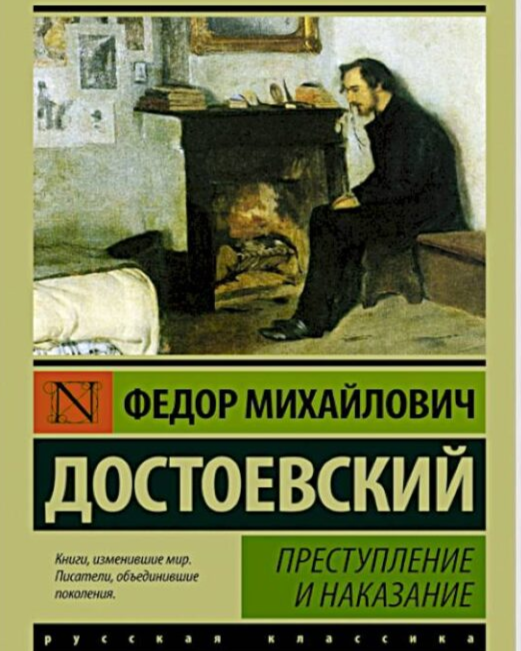 N
ФЕДОР МИХАЙЛОВИЧ
ДОСТОЕВСКИЙ
Книги, изменившие мир.
Писатели, объединившие
поколения.
ПРЕСТУПЛЕНИЕ
И НАКАЗАНИЕ
русская классика